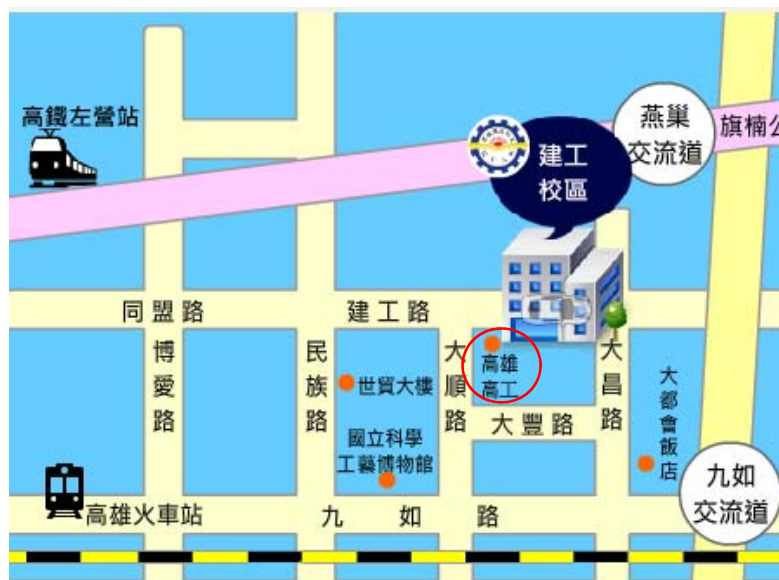 高鐵左營站
燕巢
交流道
旗楠公
建工
校區
同盟路
建工路
博愛路
民族路
大順路
大昌路
高雄
高工
世貿大樓
大豐路
大都會飯店
國立科學
工藝博物館
九如
交流道
高雄火車站
九如路